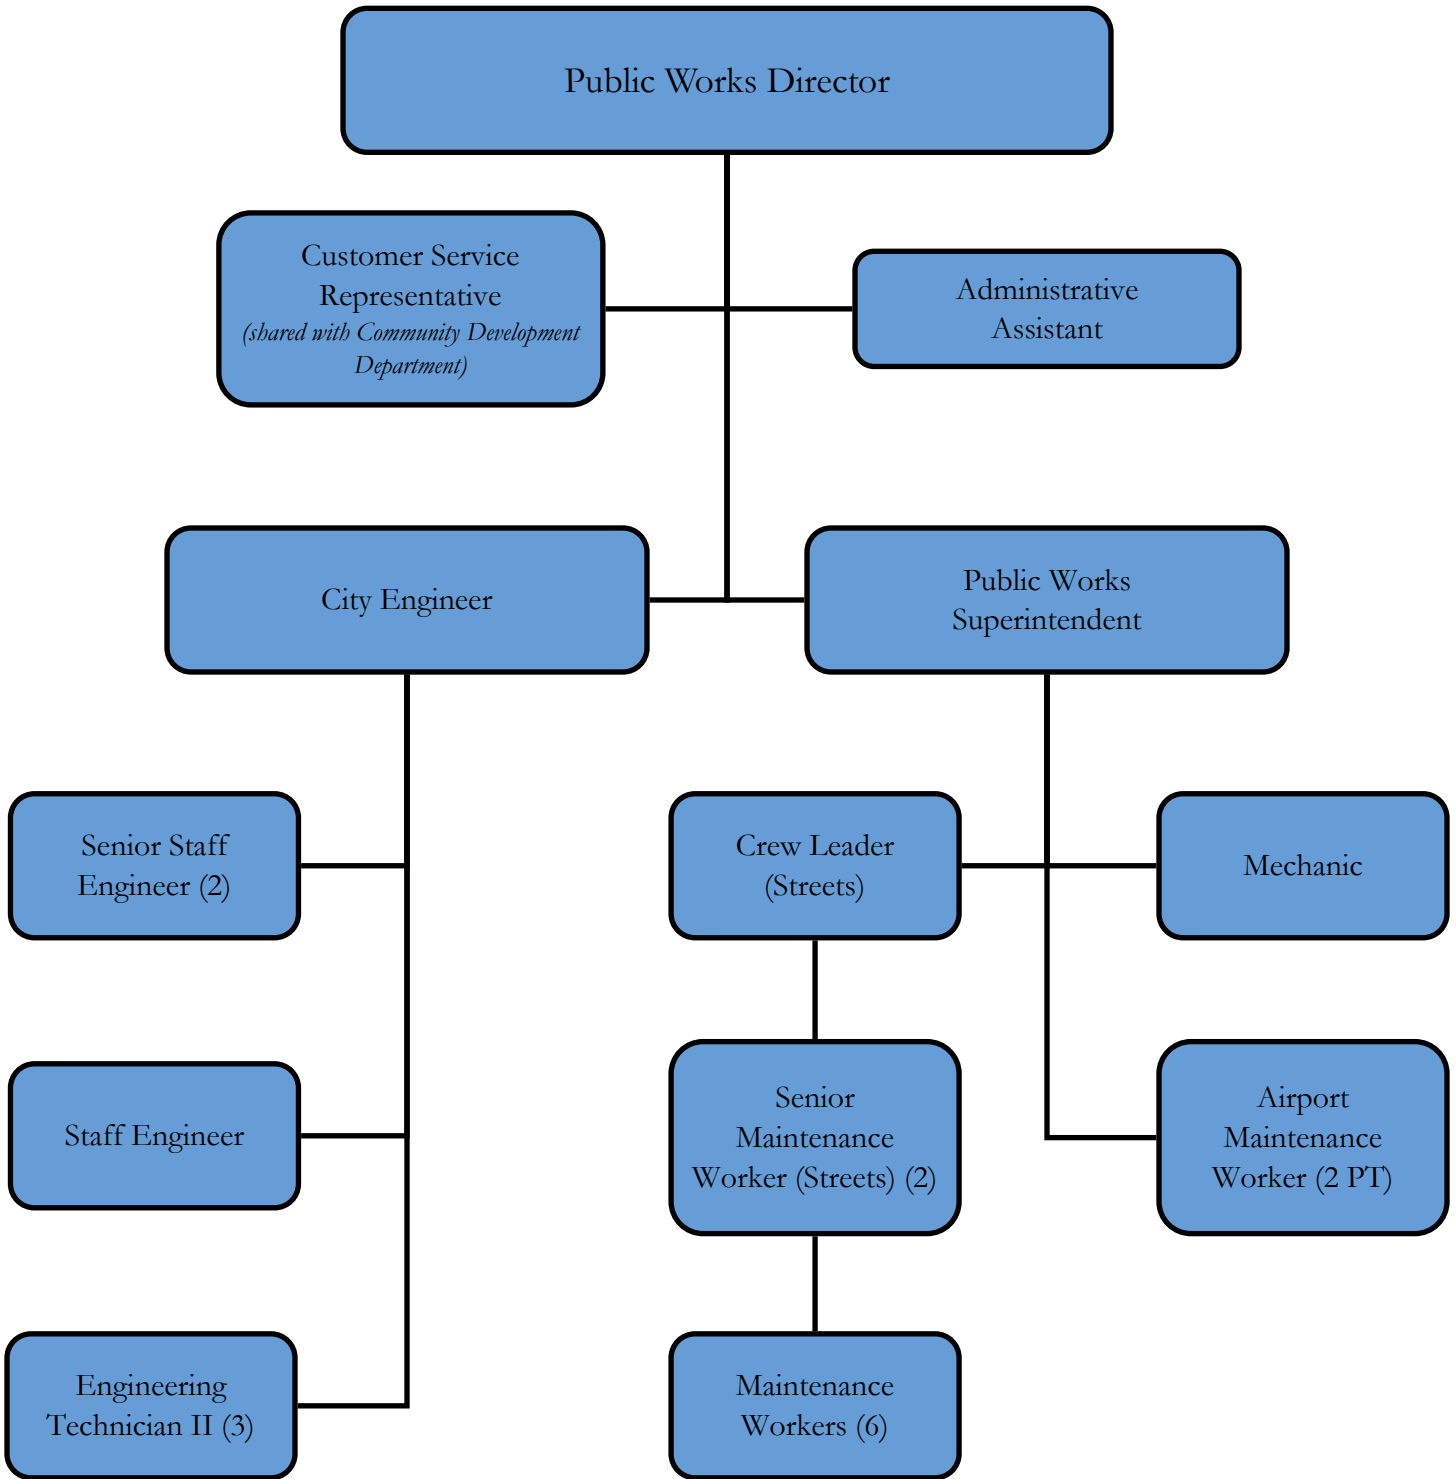 Public Works Director
Customer Service
Representative
(shared with Community Development
Department)
Administrative
Assistant
City Engineer
Public Works
Superintendent
Senior Staff
Engineer (2)
Crew Leader
(Streets)
Mechanic
Staff Engineer
Senior
Maintenance
Worker (Streets) (2)
Airport
Maintenance
Worker (2 PT)
Engineering
Technician II (3)
Maintenance
Workers (6)